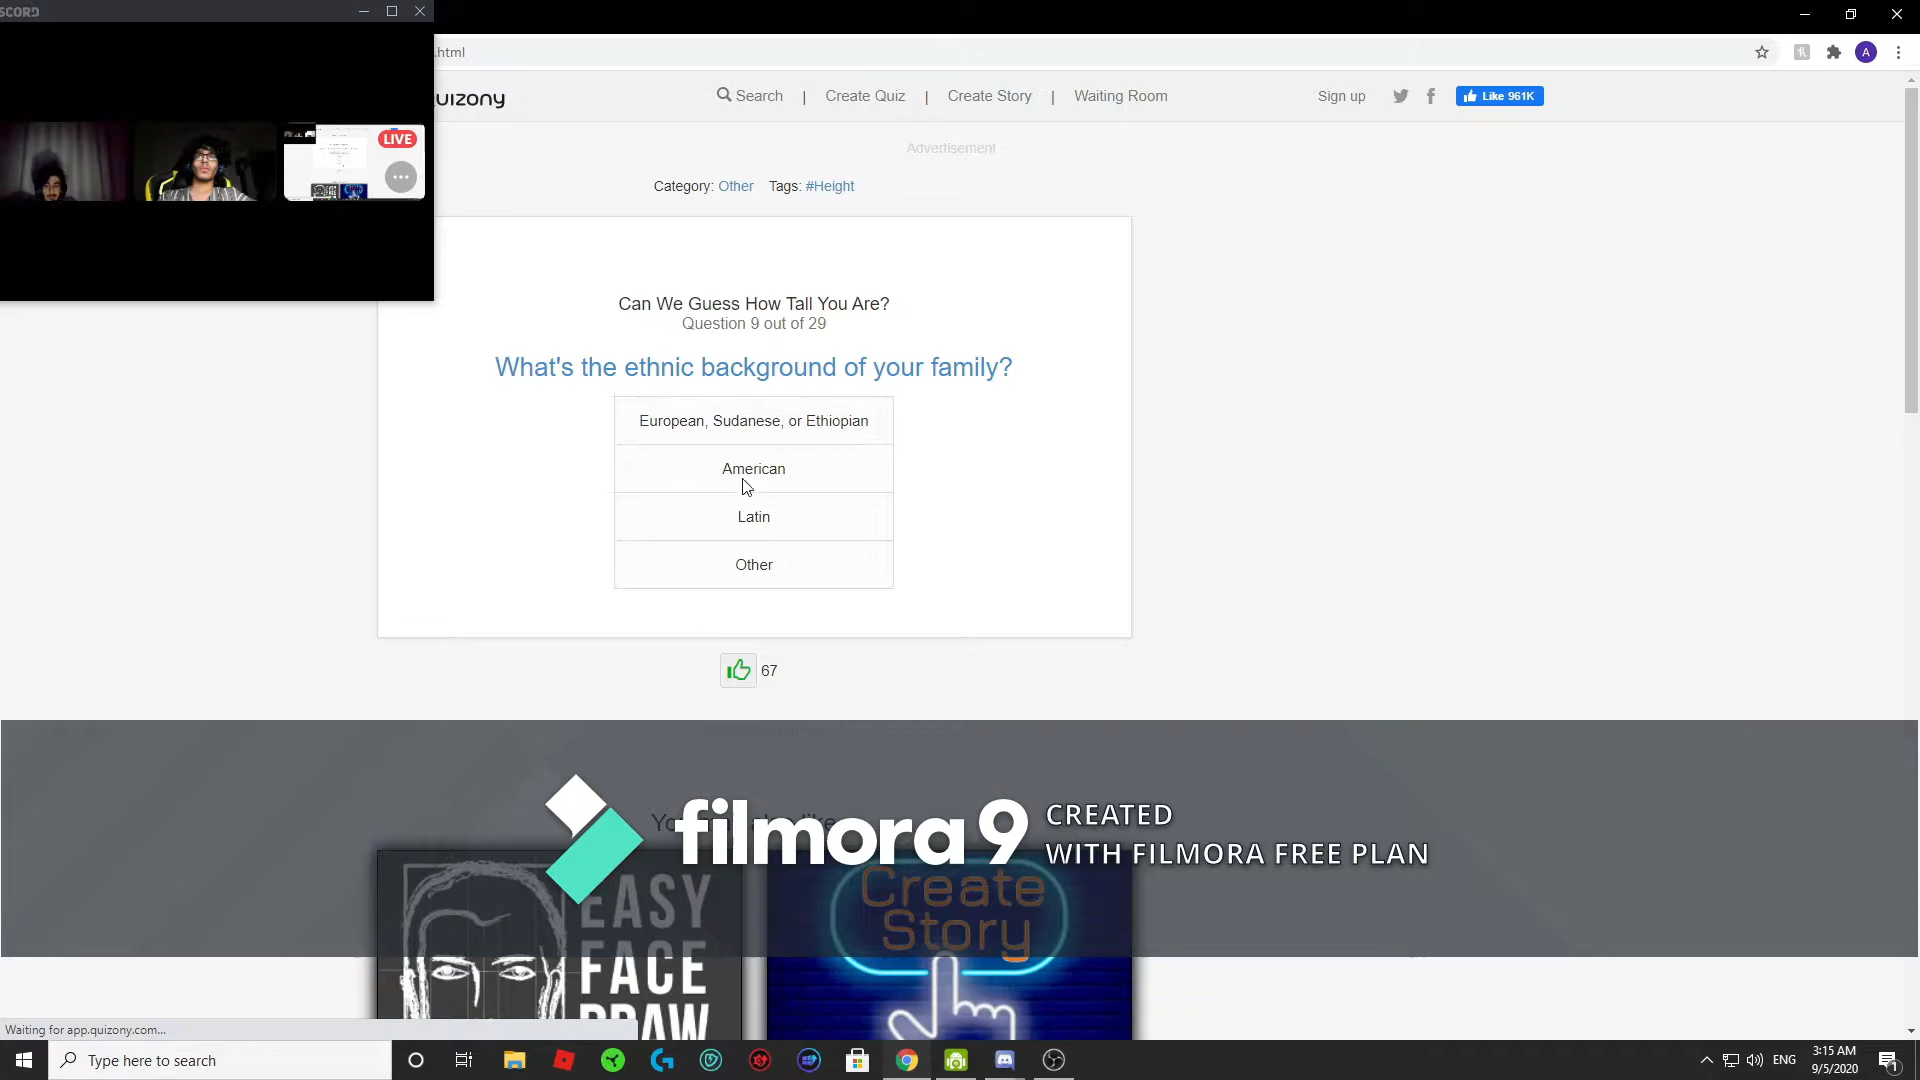 SCORD
LIVE
.html
A
uizony
Search | Create Quiz | Create Story | Waiting Room
Sign up
Like 961K
Advertisement
Category: Other Tags: #Height
Can We Guess How Tall You Are?
Question 9 out of 29
What's the ethnic background of your family?
European, Sudanese, or Ethiopian
American
Latin
Other
67
filmora9
CREATED
WITH FILMORA FREE PLAN
EASY
FACE
DRAW
Create
Story
Waiting for app.quizony.com...
Type here to search
ENG
3:15 AM
9/5/2020
1